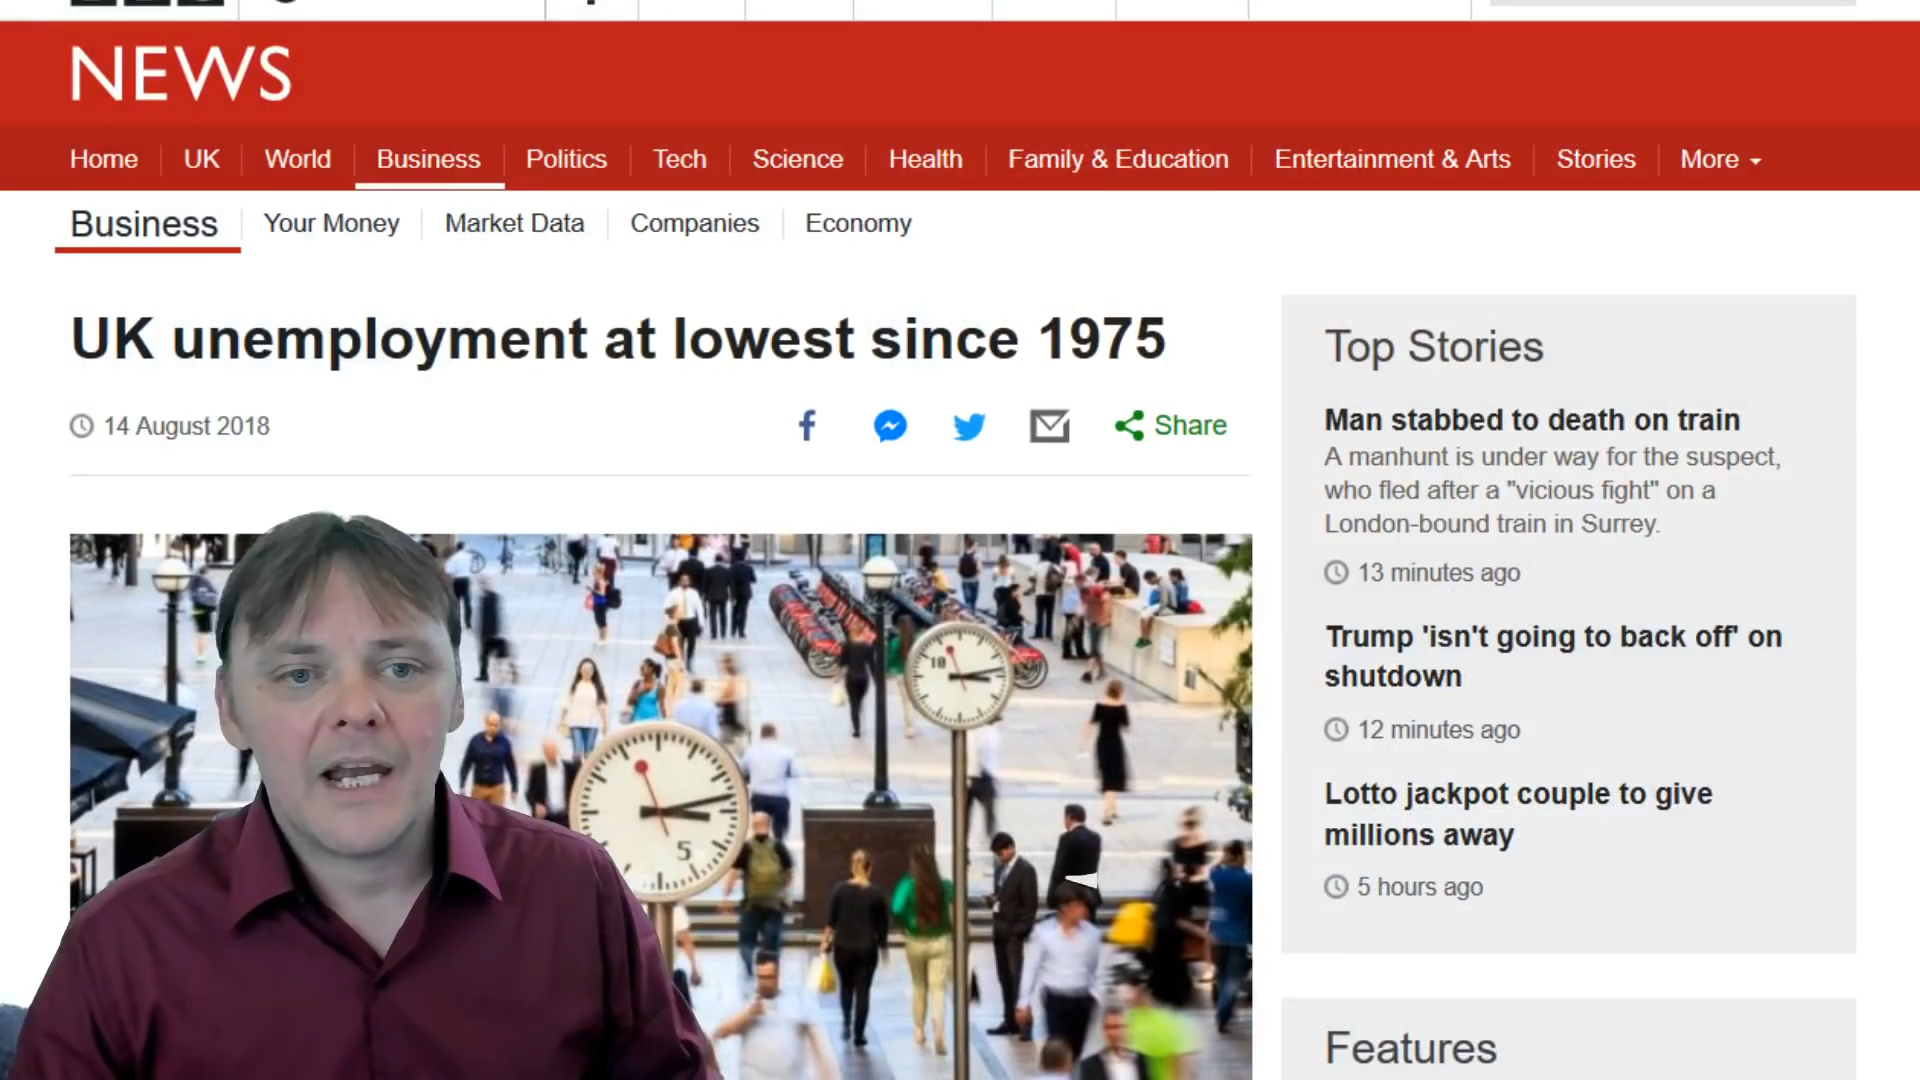 NEWS
Home UK World Business Politics Tech Science Health Family & Education Entertainment & Arts Stories More
Business Your Money Market Data Companies Economy
UK unemployment at lowest since 1975
14 August 2018
Share
10
5
Top Stories
Man stabbed to death on train
A manhunt is under way for the suspect,
who fled after a "vicious fight" on a
London-bound train in Surrey.
13 minutes ago
Trump 'isn't going to back off' on
shutdown
12 minutes ago
Lotto jackpot couple to give
millions away
5 hours ago
Features